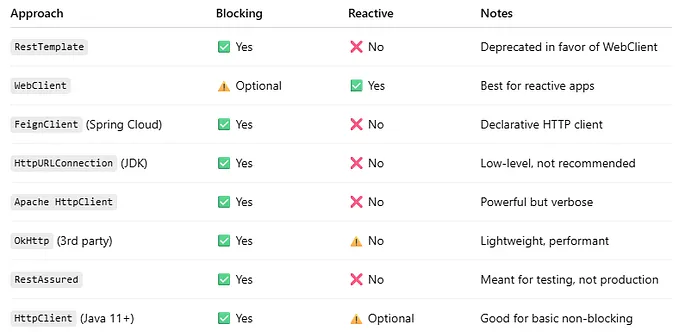 Approach Blocking Reactive Notes
RestTemplate ✅ Yes ❌ No Deprecated in favor of WebClient
WebClient ⚠️ Optional ✅ Yes Best for reactive apps
FeignClient (Spring Cloud) ✅ Yes ❌ No Declarative HTTP client
HttpURLConnection (JDK) ✅ Yes ❌ No Low-level, not recommended
Apache HttpClient ✅ Yes ❌ No Powerful but verbose
OkHttp (3rd party) ✅ Yes ⚠️ No Lightweight, performant
RestAssured ✅ Yes ❌ No Meant for testing, not production
HttpClient (Java 11+) ✅ Yes ⚠️ Optional Good for basic non-blocking